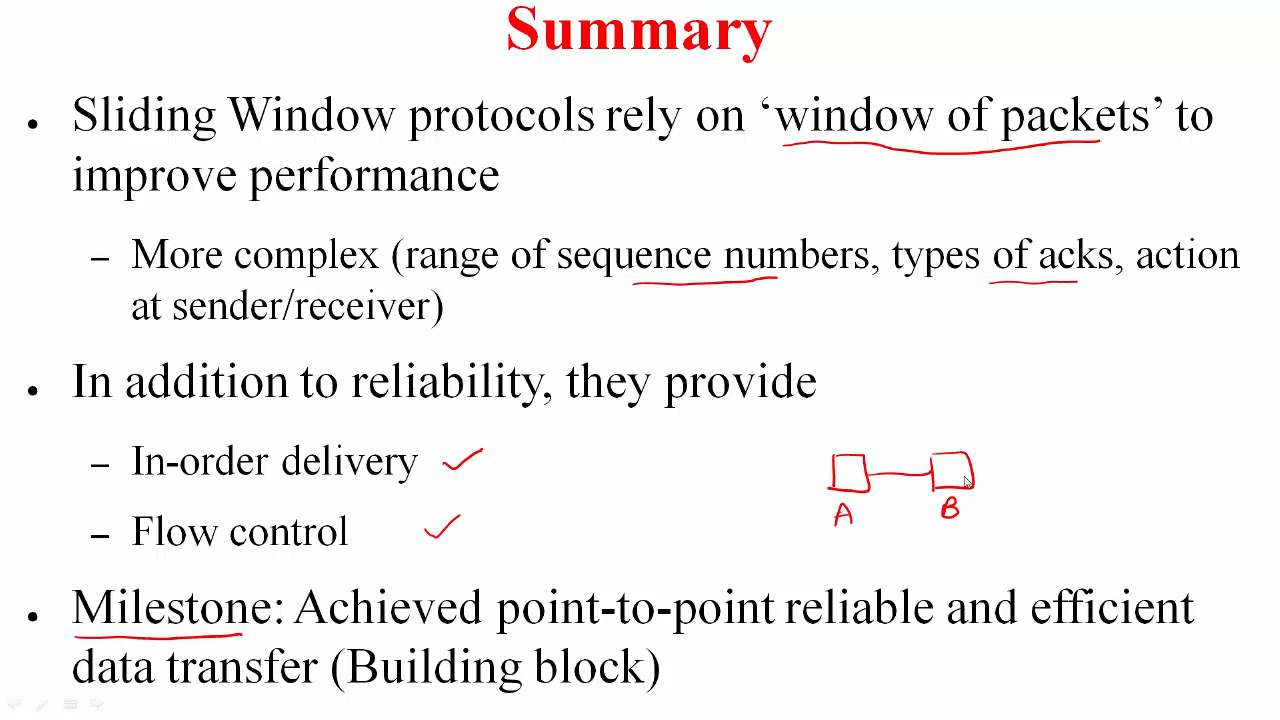 Summary
• Sliding Window protocols rely on ‘window of packets’ to
improve performance
– More complex (range of sequence numbers, types of acks, action
at sender/receiver)
• In addition to reliability, they provide
– In-order delivery
– Flow control
A B
• Milestone: Achieved point-to-point reliable and efficient
data transfer (Building block)